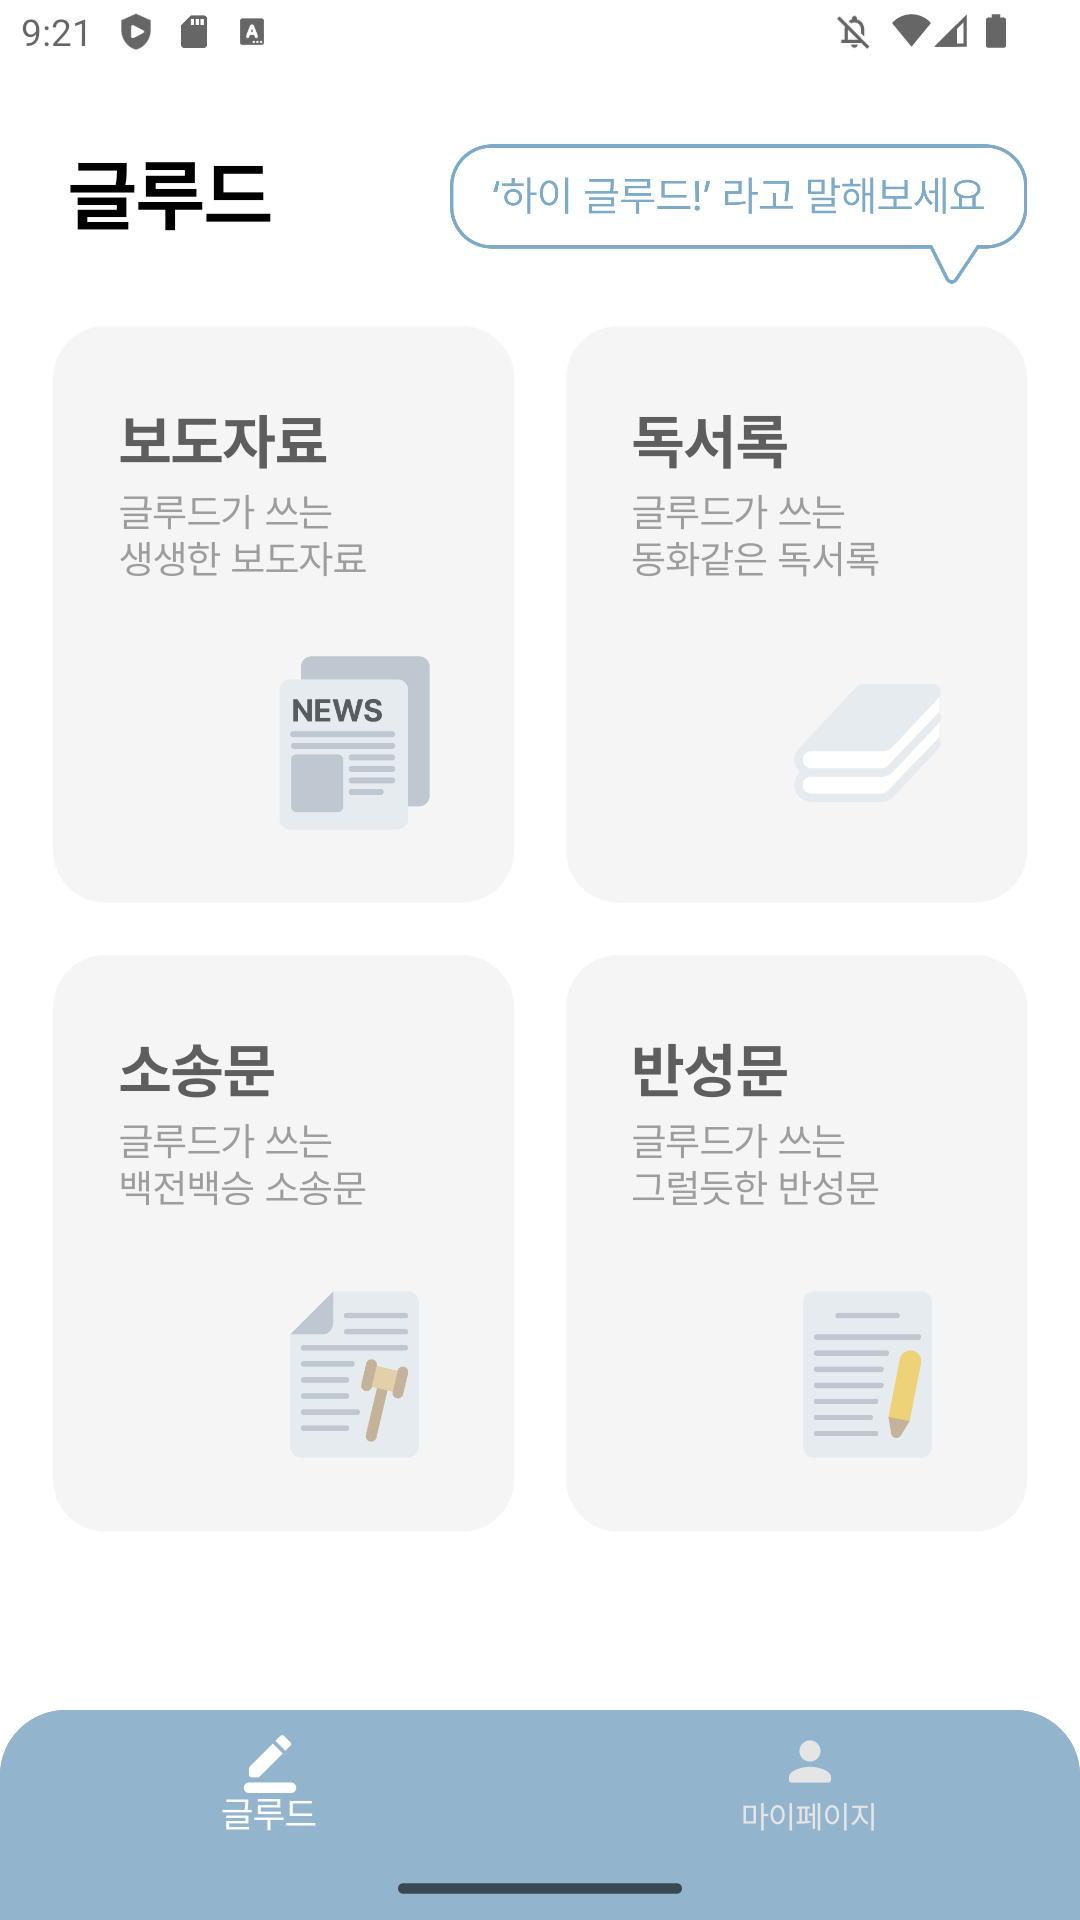 9:21
글루드
‘하이 글루드!’ 라고 말해보세요
보도자료
글루드가 쓰는
생생한 보도자료
NEWS
독서록
글루드가 쓰는
동화같은 독서록
소송문
글루드가 쓰는
백전백승 소송문
반성문
글루드가 쓰는
그럴듯한 반성문
글루드
마이페이지